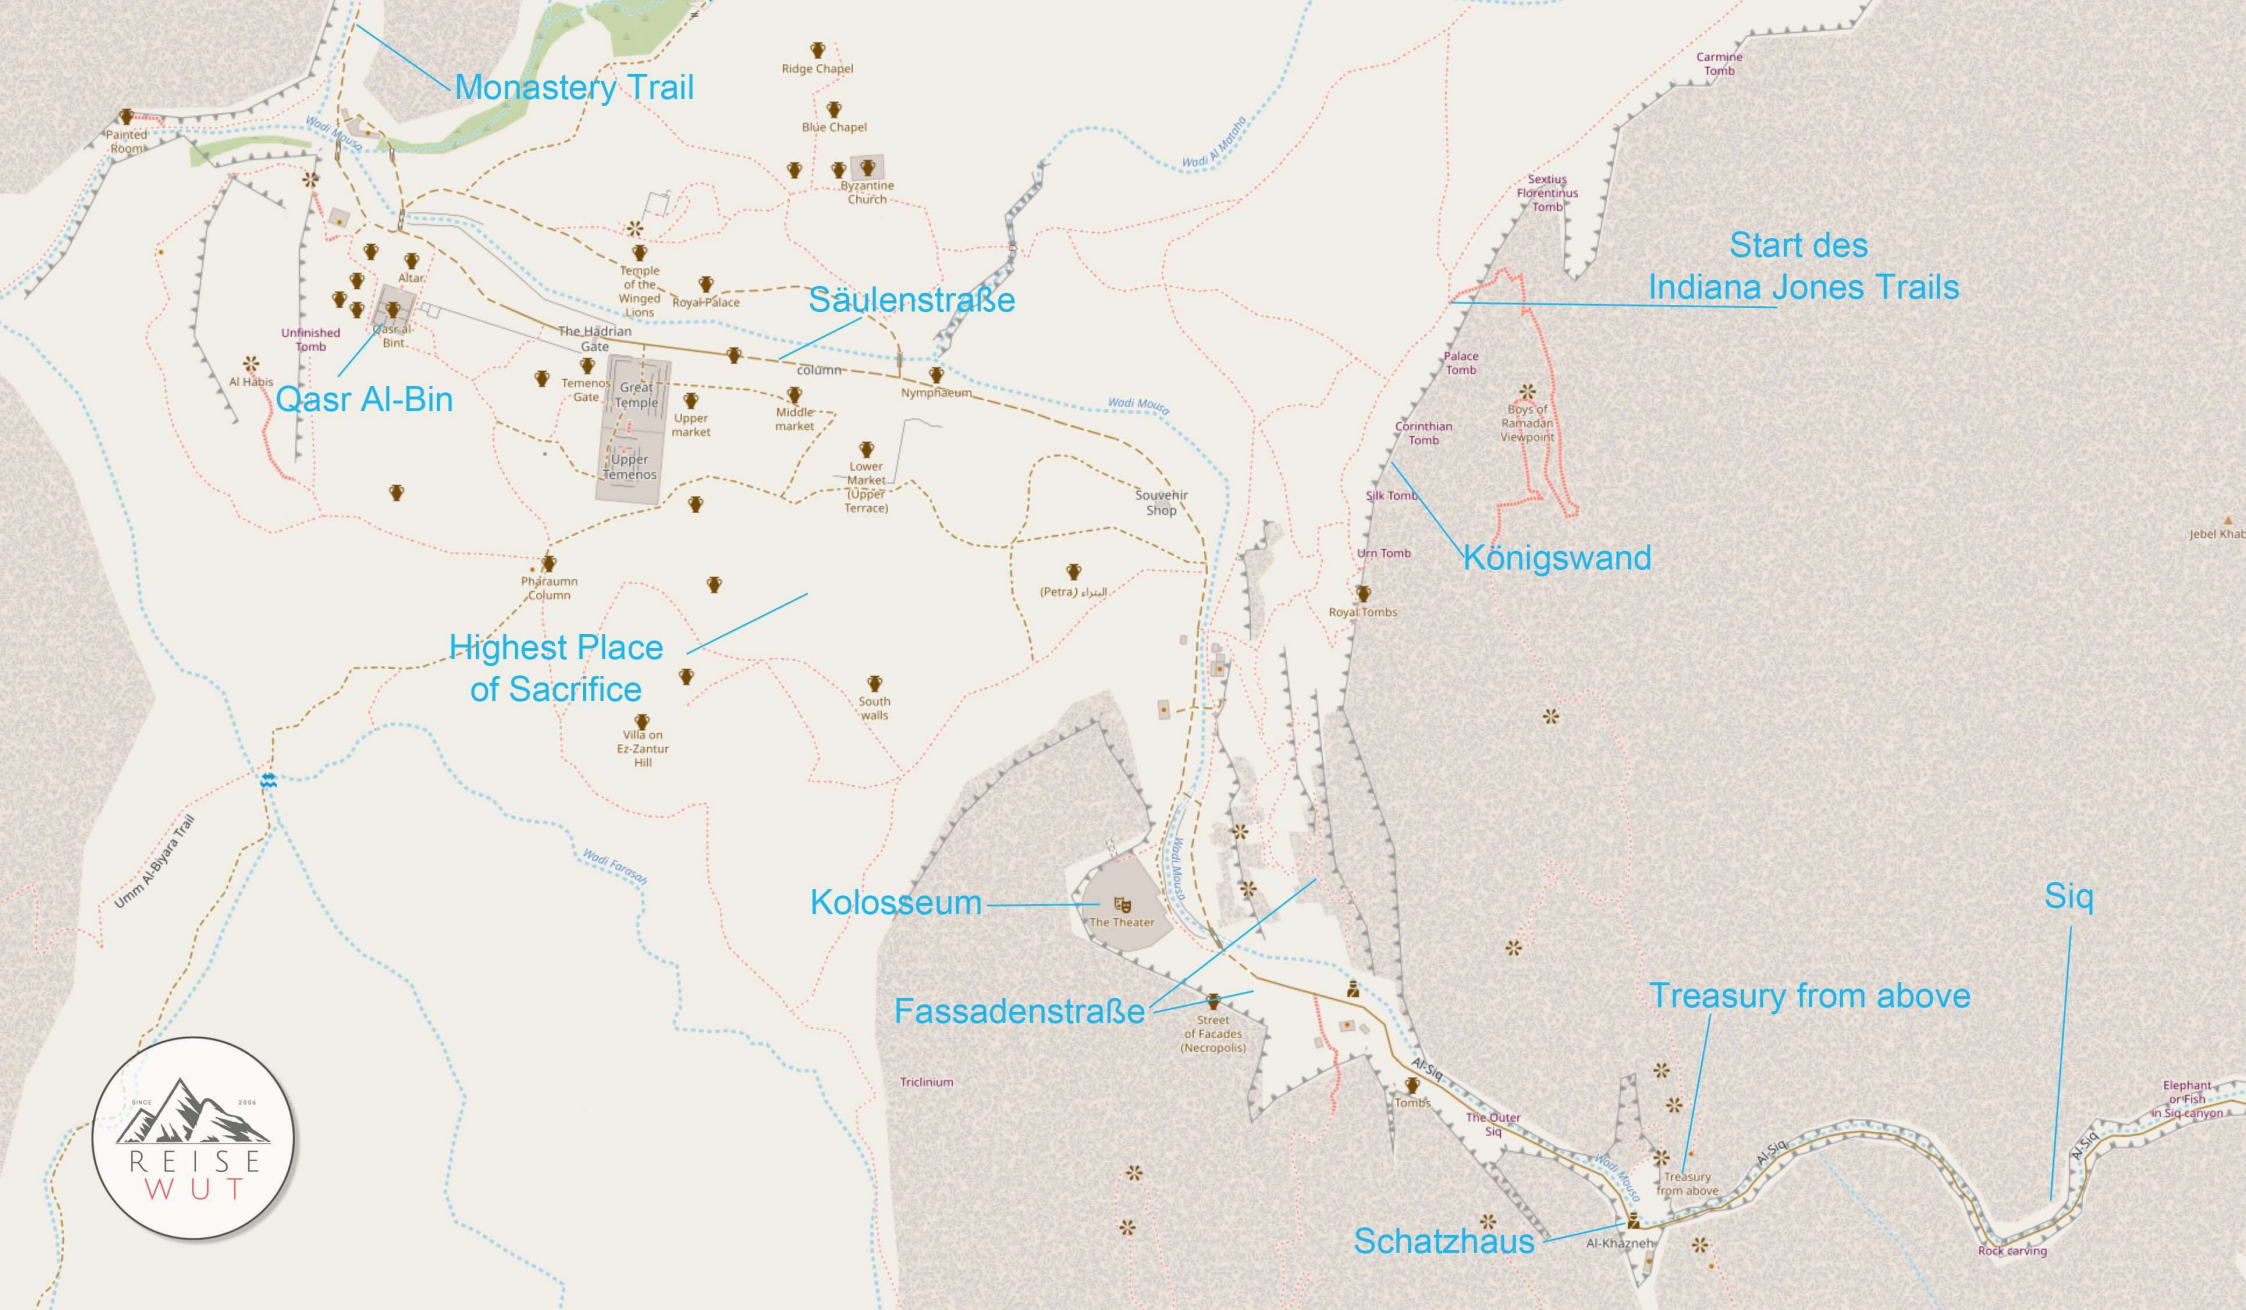 Monastery Trail
Ridge Chapel
Carmine
Tomb
Blue Chapel
Painted
Room
Wadi Mousa
Wadi Al Mataha
Byzantine
Church
Sextius
Florentinus
Tomb
Start des
Indiana Jones Trails
Altar
Temple
of the
Winged
Lions
Royal Palace
Säulenstraße
Unfinished
Tomb
Qasr al-
Bint
The Hadrian
Gate
column
Palace
Tomb
Al Habis
Qasr Al-Bin
Temenos
Gate
Great
Temple
Upper
market
Middle
market
Nymphaeum
Wadi Mousa
Boys of
Ramadan
Viewpoint
Corinthian
Tomb
Upper
Temenos
Lower
Market
(Upper
Terrace)
Souvenir
Shop
Silk Tomb
Jebel Khab
Urn Tomb
Königswand
Pharaumn
Column
(Petra) البتراء
Royal Tombs
Highest Place
of Sacrifice
South
walls
Villa on
Ez-Zantur
Hill
Umm Al-Biyara Trail
Wadi Farasah
Wadi Mousa
Kolosseum
The Theater
Siq
Fassadenstraße
Street
of Facades
(Necropolis)
Treasury from above
Triclinium
Al-Siq
Tombs
The Outer
Siq
Elephant
or Fish
in Siq canyon
SINCE 2006
REISE
WUT
Wadi Mousa
Al-Siq
Al-Siq
Treasury
from above
Schatzhaus
Al-Khazneh
Rock carving